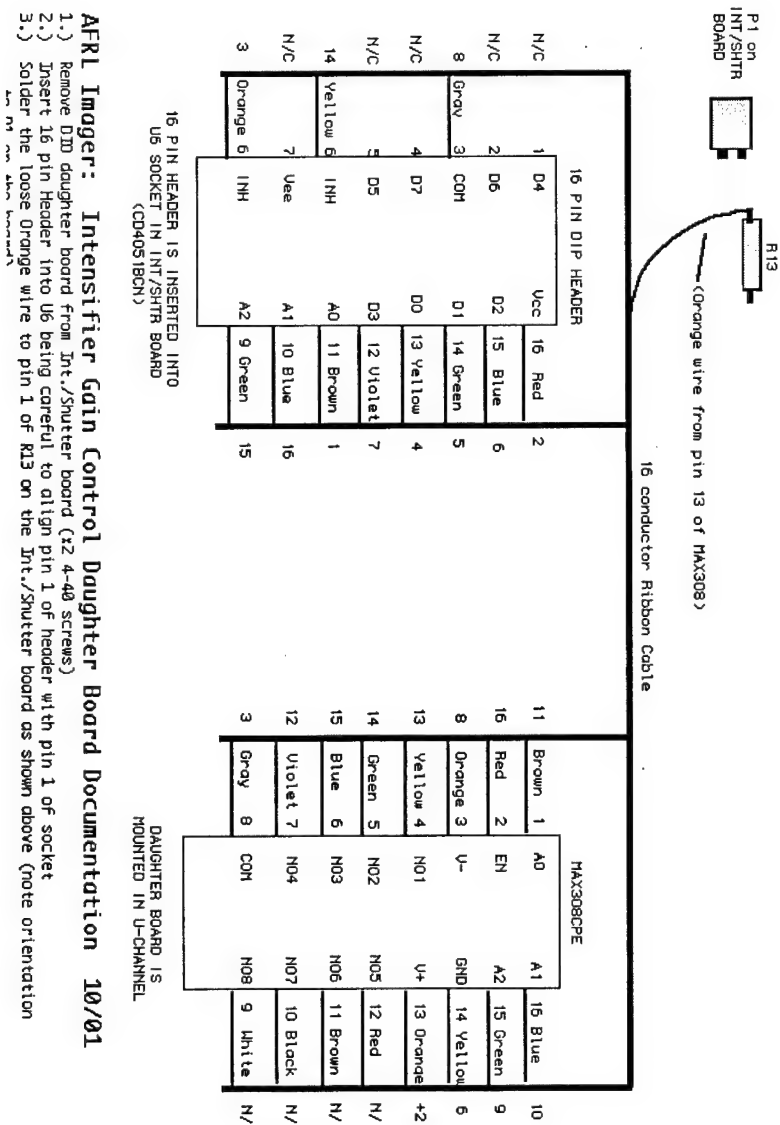 P1 on
INT/SHTR
BOARD
R13
(Orange wire from pin 13 of MAX308)
16 conductor Ribbon Cable
16 PIN DIP HEADER
N/C 1 D4 Vcc 16 Red 2
N/C 2 D6 D2 15 Blue 6
8 Gray 3 COM D1 14 Green 5
N/C 4 D7 D0 13 Yellow 4
N/C 5 D5 D3 12 Violet 7
14 Yellow 6 INH A0 11 Brown 1
N/C 7 Vee A1 10 Blue 16
3 Orange 6 INH A2 9 Green 15
16 PIN HEADER IS INSERTED INTO
U6 SOCKET IN INT/SHTR BOARD
(CD4051BCN)
MAX308CPE
11 Brown 1 A0 A1 16 Blue 10
16 Red 2 EN A2 15 Green 9
8 Orange 3 V- GND 14 Yellow 6
13 Yellow 4 NO1 V+ 13 Orange +2
14 Green 5 NO2 NO5 12 Red N/
15 Blue 6 NO3 NO6 11 Brown N/
12 Violet 7 NO4 NO7 10 Black N/
3 Gray 8 COM NO8 9 White N/
DAUGHTER BOARD IS
MOUNTED IN U-CHANNEL
AFRL Imager: Intensifier Gain Control Daughter Board Documentation 10/01
1.) Remove DID daughter board from Int./Shutter board (x2 4-40 screws)
2.) Insert 16 pin Header into U6 being careful to align pin 1 of header with pin 1 of socket
3.) Solder the loose Orange wire to pin 1 of R13 on the Int./Shutter board as shown above (note orientation
to P1 on the board)